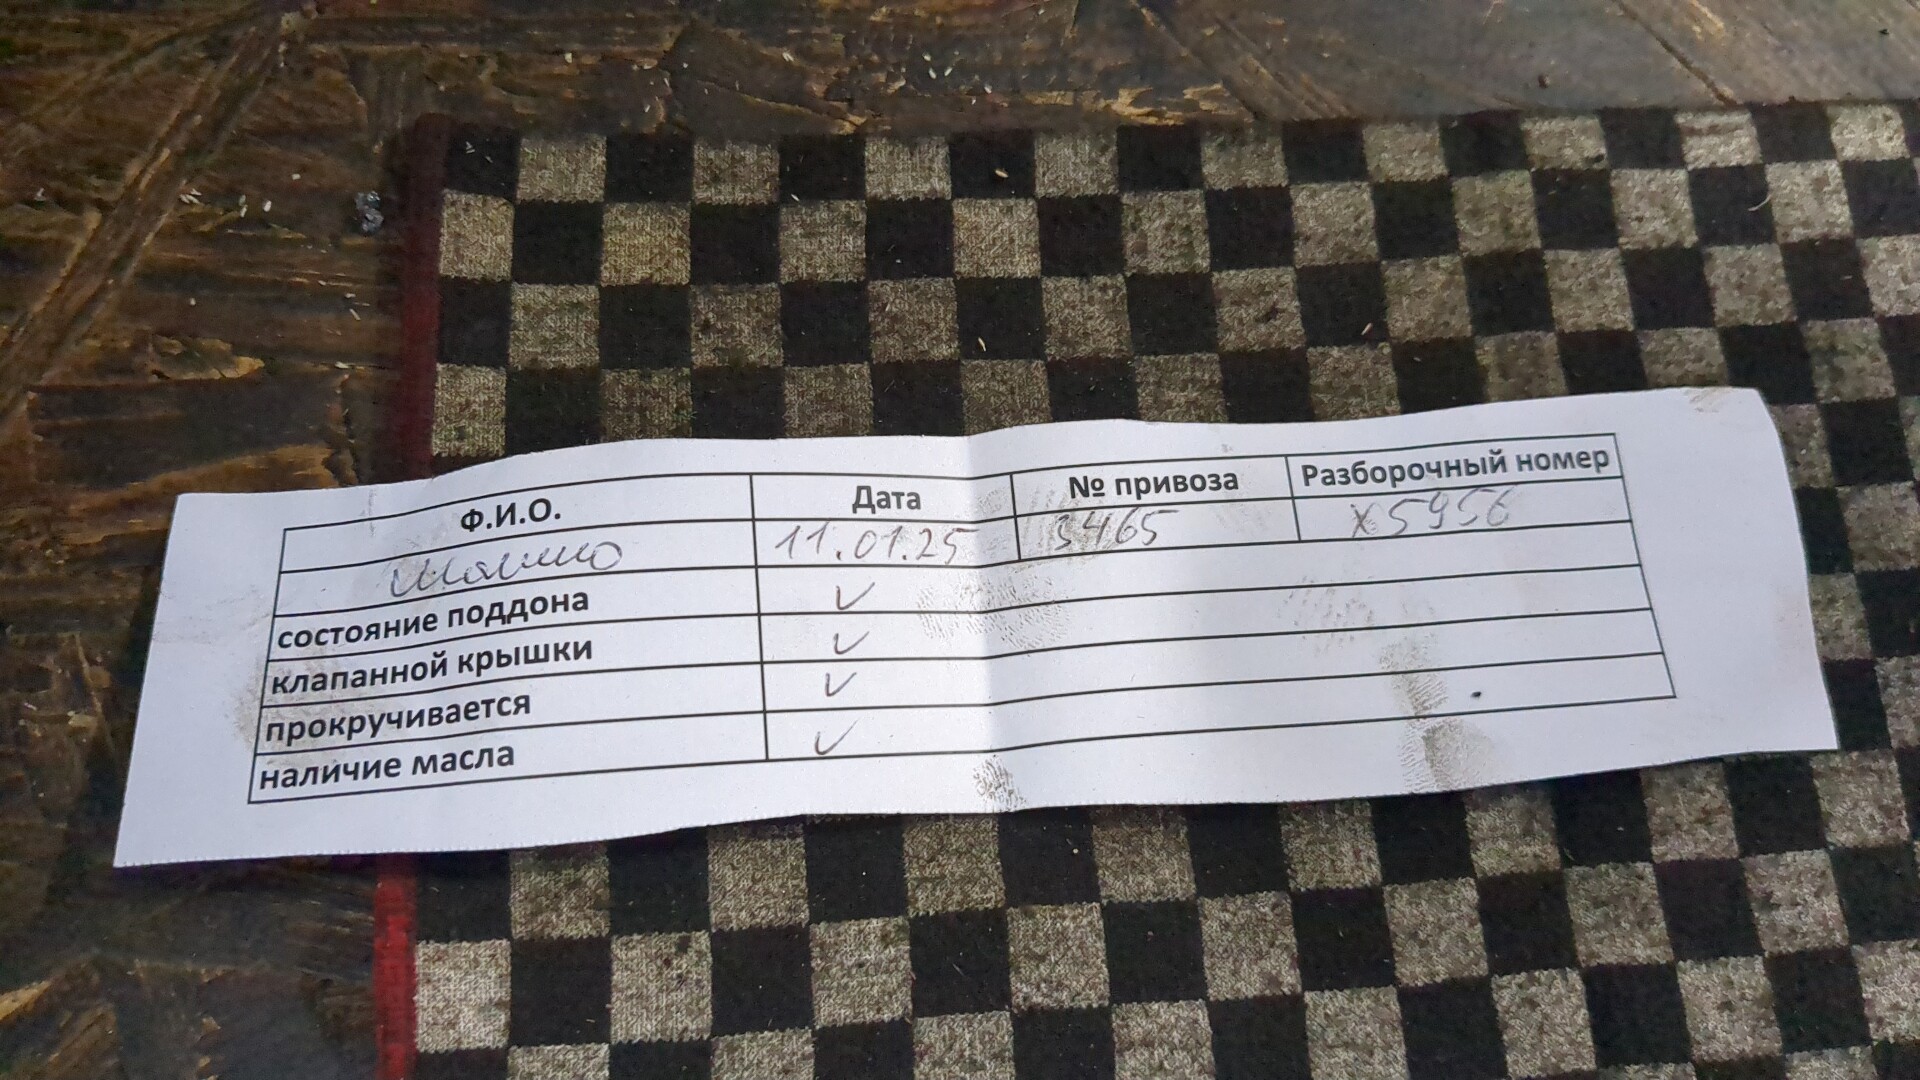 Ф.И.О. Дата № привоза Разборочный номер
11.01.25 3465 X5956
состояние поддона ✓
клапанной крышки ✓
прокручивается ✓
наличие масла ✓